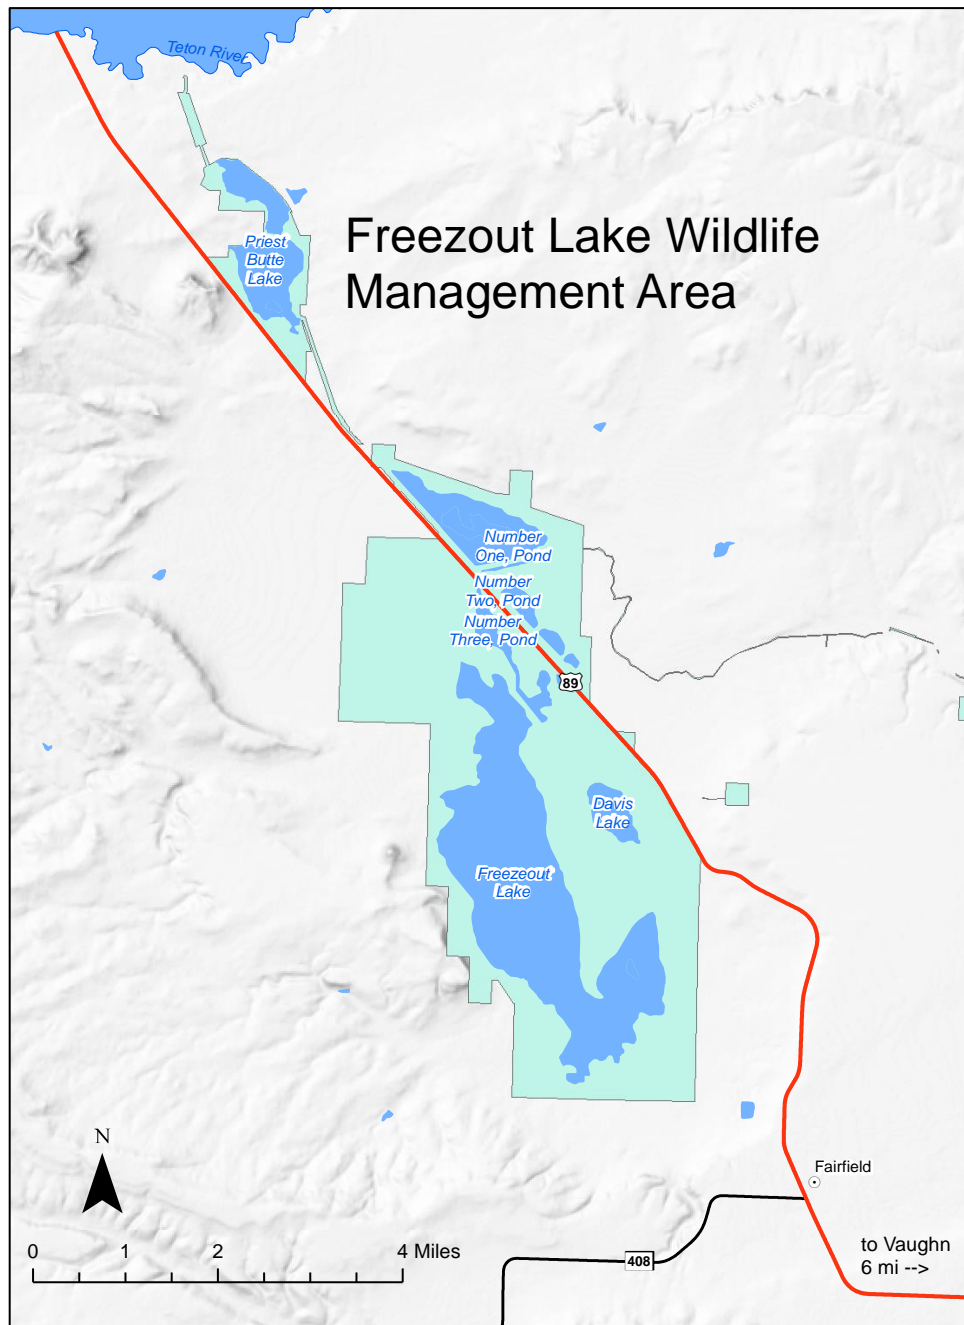 Teton River
Freezout Lake Wildlife
Management Area
Priest
Butte
Lake
Number
One, Pond
Number
Two, Pond
Number
Three, Pond
89
Davis
Lake
Freezeout
Lake
N
Fairfield
0 1 2 4 Miles
408
to Vaughn
6 mi -->